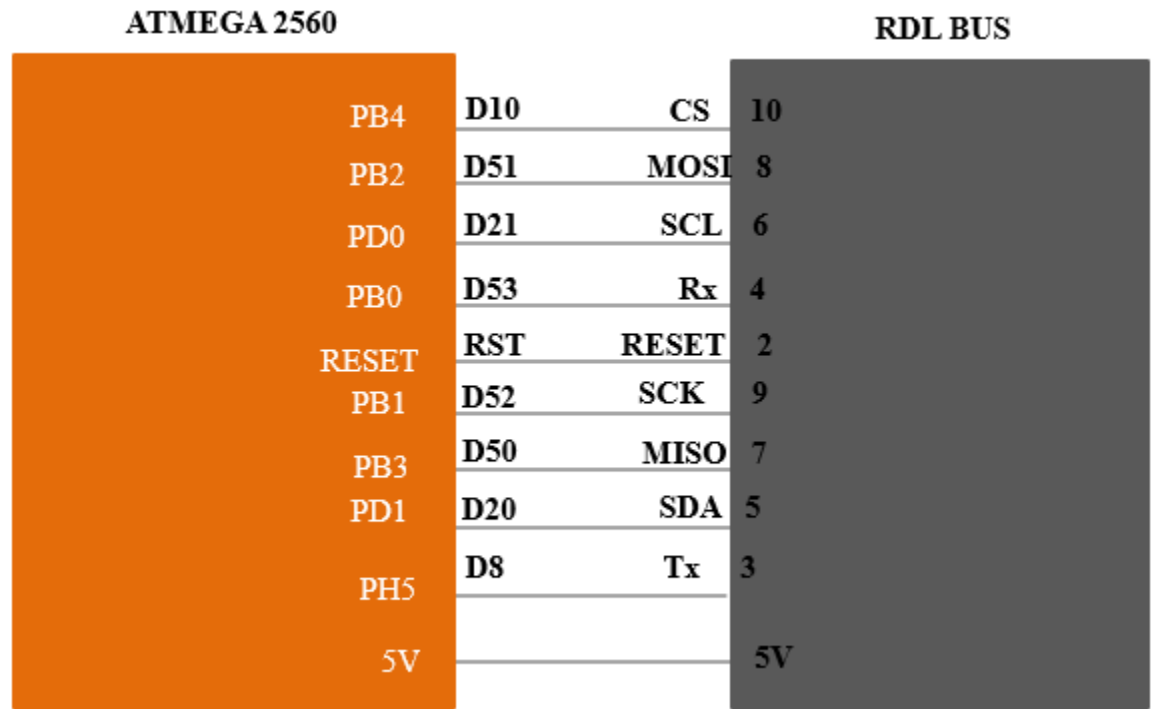 ATMEGA 2560 RDL BUS
PB4 D10 CS 10
PB2 D51 MOSI 8
PD0 D21 SCL 6
PB0 D53 Rx 4
RESET RST RESET 2
PB1 D52 SCK 9
PB3 D50 MISO 7
PD1 D20 SDA 5
PH5 D8 Tx 3
5V 5V